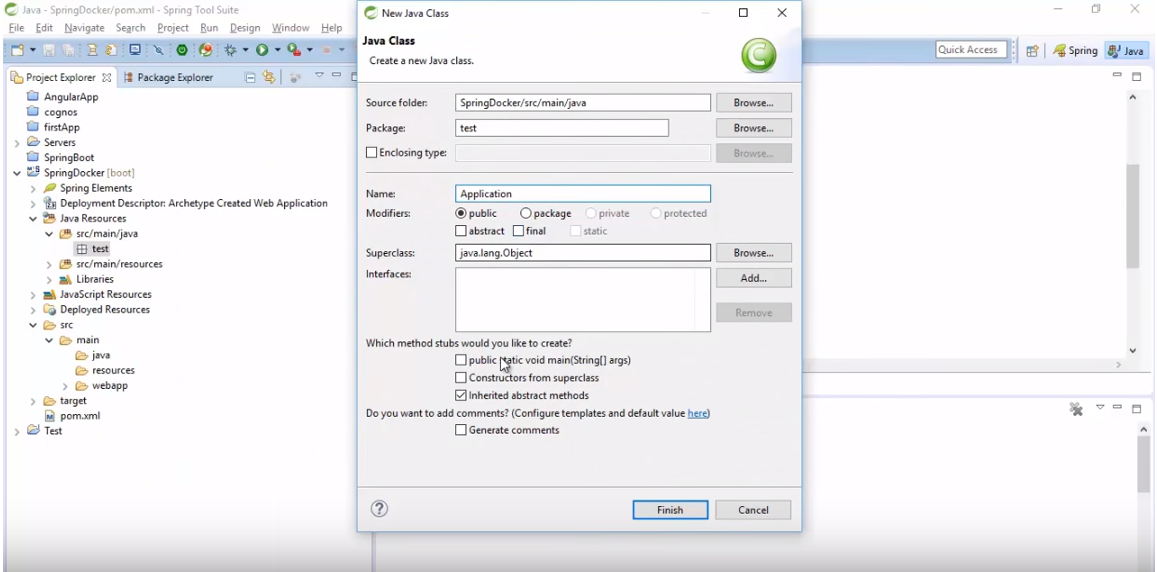 Java - SpringDocker/pom.xml - Spring Tool Suite
File Edit Navigate Search Project Run Design Window Help
Quick Access
Spring
Java
Project Explorer
Package Explorer
AngularApp
cognos
firstApp
Servers
SpringBoot
SpringDocker [boot]
Spring Elements
Deployment Descriptor: Archetype Created Web Application
Java Resources
src/main/java
test
src/main/resources
Libraries
JavaScript Resources
Deployed Resources
src
main
java
resources
webapp
target
pom.xml
Test
New Java Class
Java Class
Create a new Java class.
Source folder: SpringDocker/src/main/java Browse...
Package: test Browse...
Enclosing type: Browse...
Name: Application
Modifiers: public package private protected
abstract final static
Superclass: java.lang.Object Browse...
Interfaces: Add...
Remove
Which method stubs would you like to create?
public static void main(String[] args)
Constructors from superclass
Inherited abstract methods
Do you want to add comments? (Configure templates and default value here)
Generate comments
? Finish Cancel